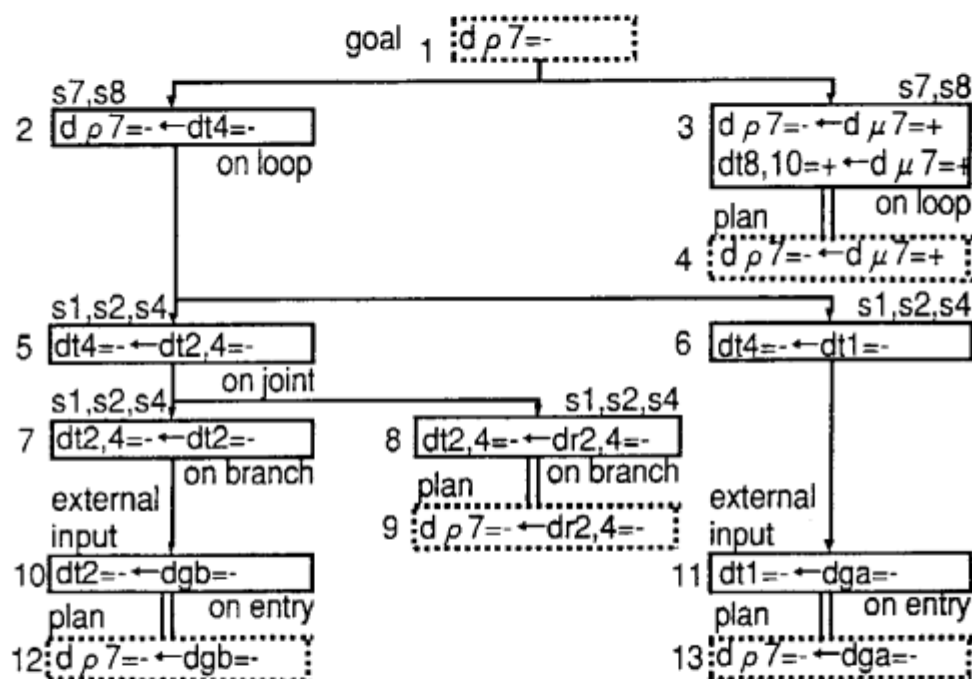 goal 1 d ρ 7=-
s7,s8
2 d ρ 7=-←dt4=-
on loop
s7,s8
3 d ρ 7=-←d μ 7=+
dt8,10=+←d μ 7=+
on loop
plan
4 d ρ 7=-←d μ 7=+
s1,s2,s4
5 dt4=-←dt2,4=-
on joint
s1,s2,s4
6 dt4=-←dt1=-
s1,s2,s4
7 dt2,4=-←dt2=-
on branch
s1,s2,s4
8 dt2,4=-←dr2,4=-
on branch
plan
9 d ρ 7=-←dr2,4=-
external
input
10 dt2=-←dgb=-
on entry
plan
12 d ρ 7=-←dgb=-
external
input
11 dt1=-←dga=-
on entry
plan
13 d ρ 7=-←dga=-